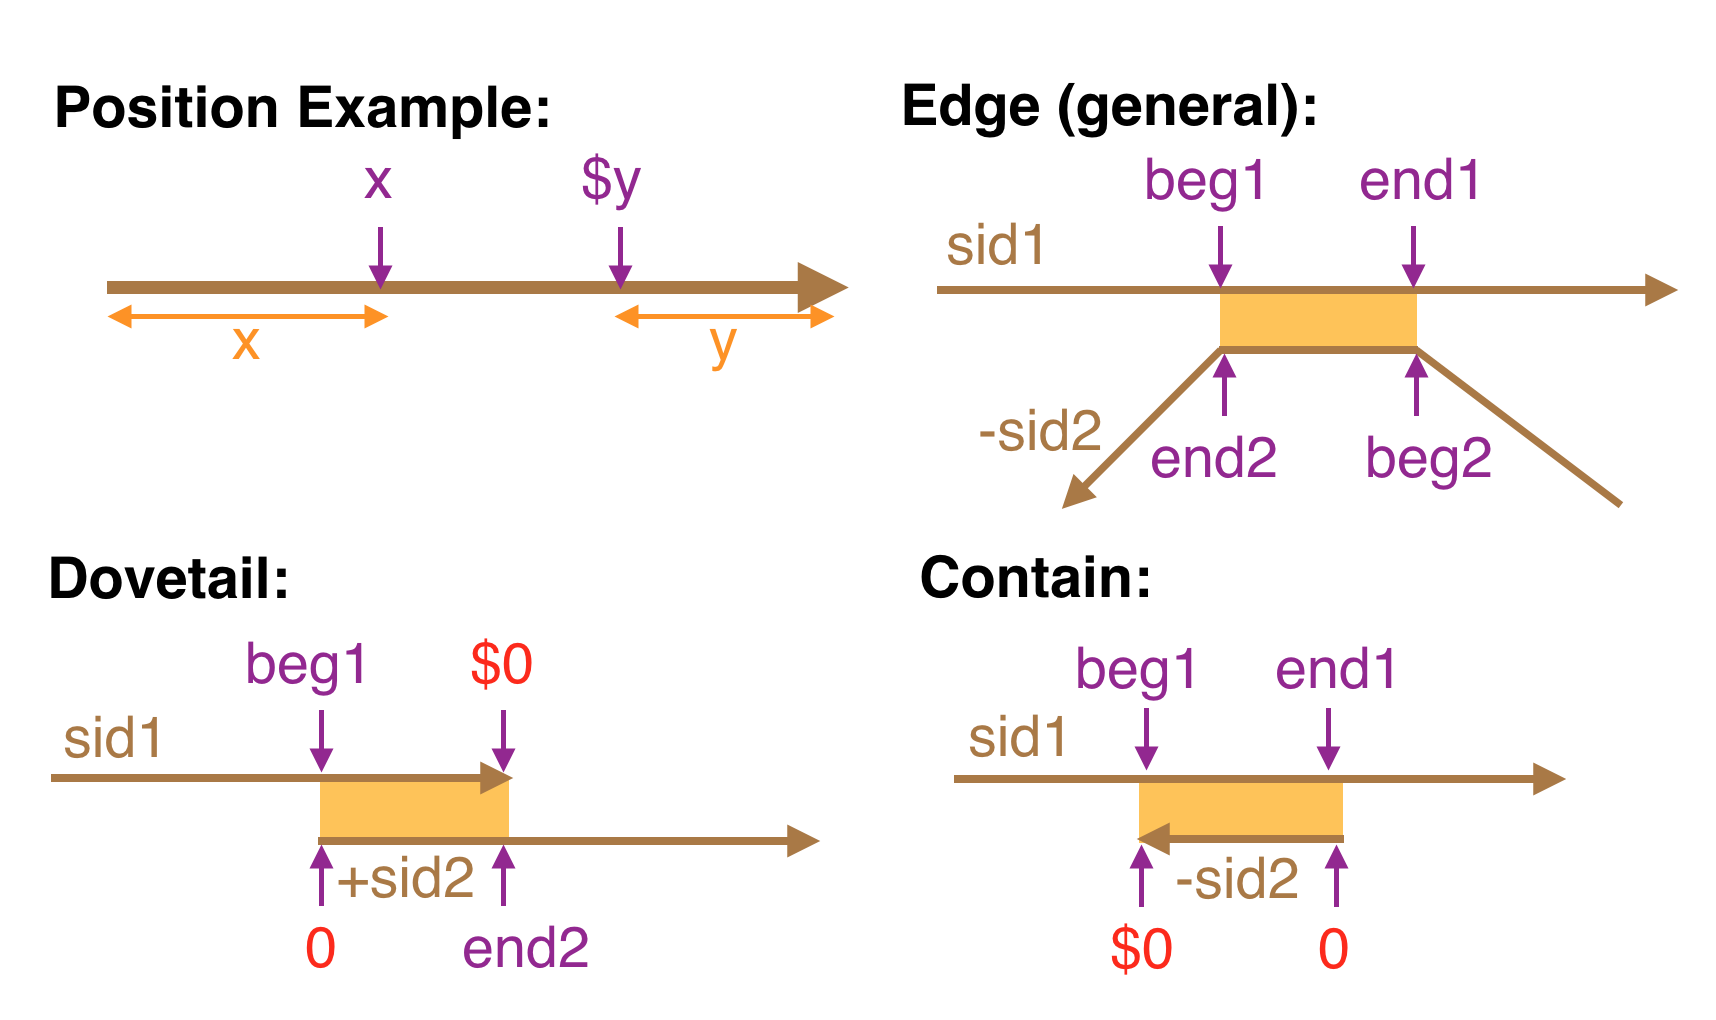 Position Example:
x
$y
x
y
Edge (general):
beg1
end1
sid1
-sid2
end2
beg2
Dovetail:
beg1
$0
sid1
+sid2
0
end2
Contain:
beg1
end1
sid1
-sid2
$0
0